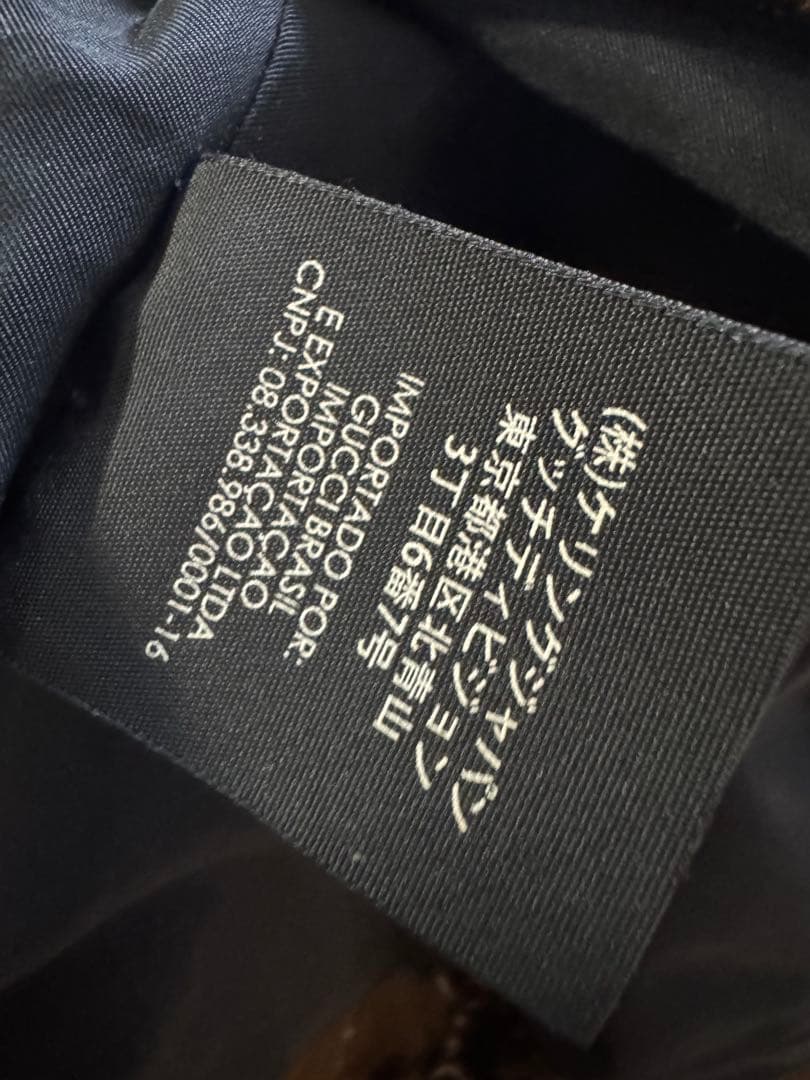 (株)ケリングジャパン
グッチディビジョン
東京都港区北青山
3丁目6番7号
IMPORTADO POR:
GUCCI BRASIL
IMPORTACAO
E EXPORTAÇAO LTDA
CNPJ: 08.338.986/0001-16